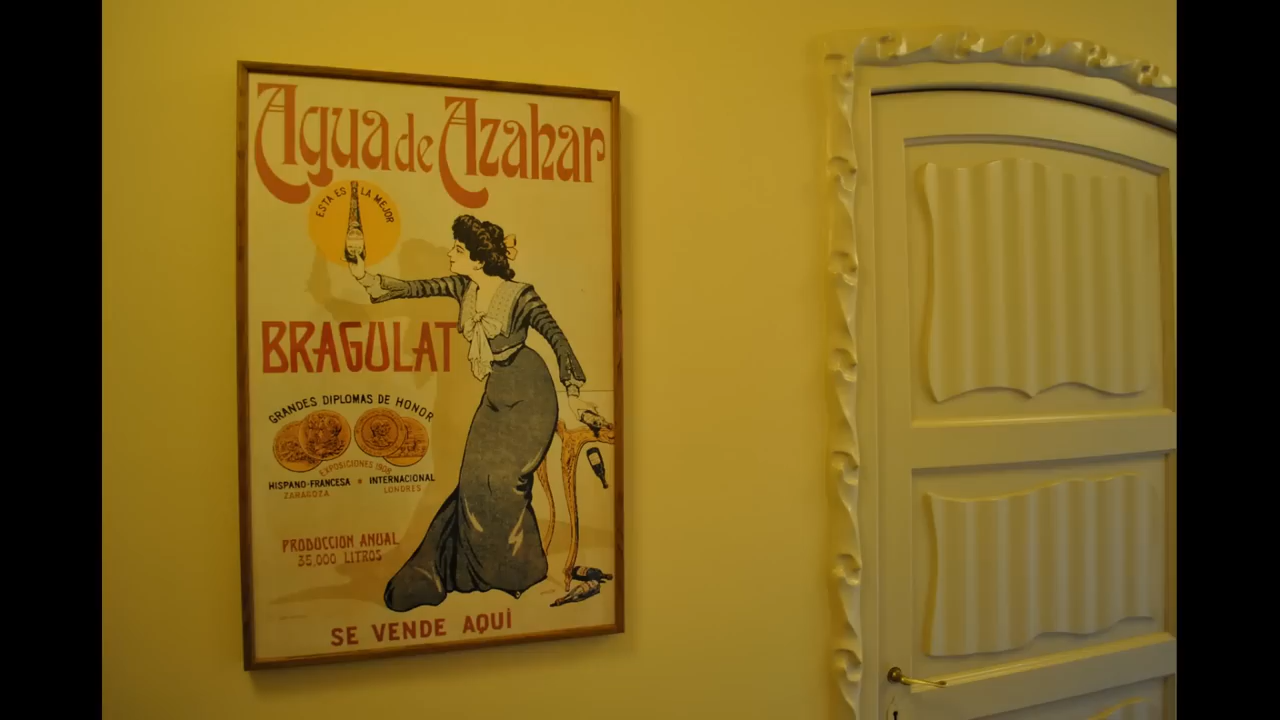 Agua de Azahar
ESTA ES LA MEJOR
BRAGULAT
GRANDES DIPLOMAS DE HONOR
EXPOSICIONES 1908
HISPANO-FRANCESA • INTERNACIONAL
ZARAGOZA LONDRES
PRODUCCION ANUAL
35,000 LITROS
SE VENDE AQUÍ